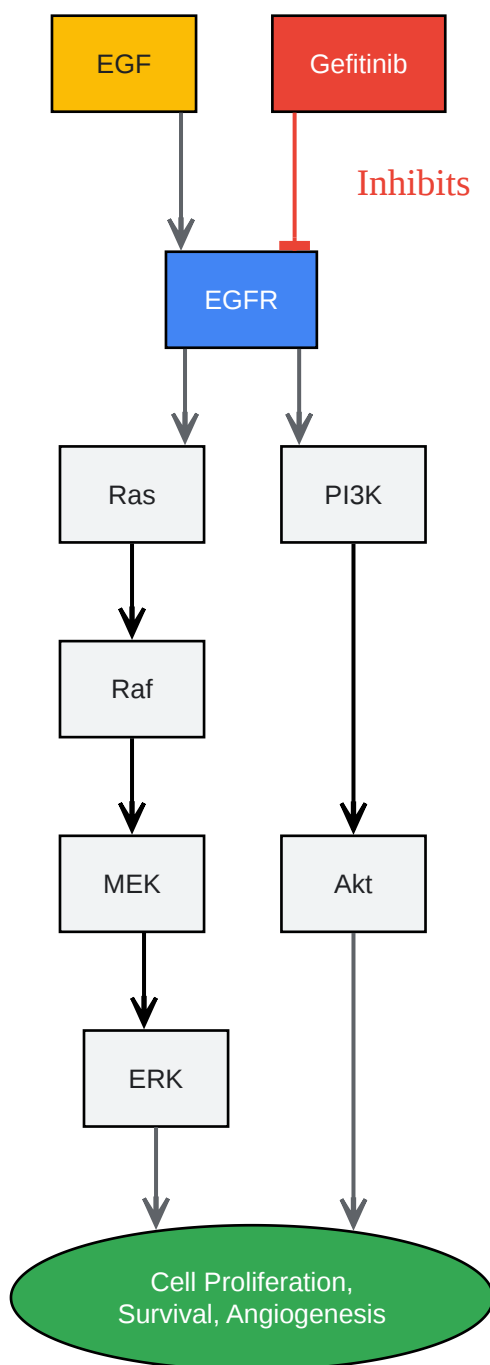 EGF
Gefitinib
Inhibits
EGFR
Ras
PI3K
Raf
MEK
Akt
ERK
Cell Proliferation,
Survival, Angiogenesis